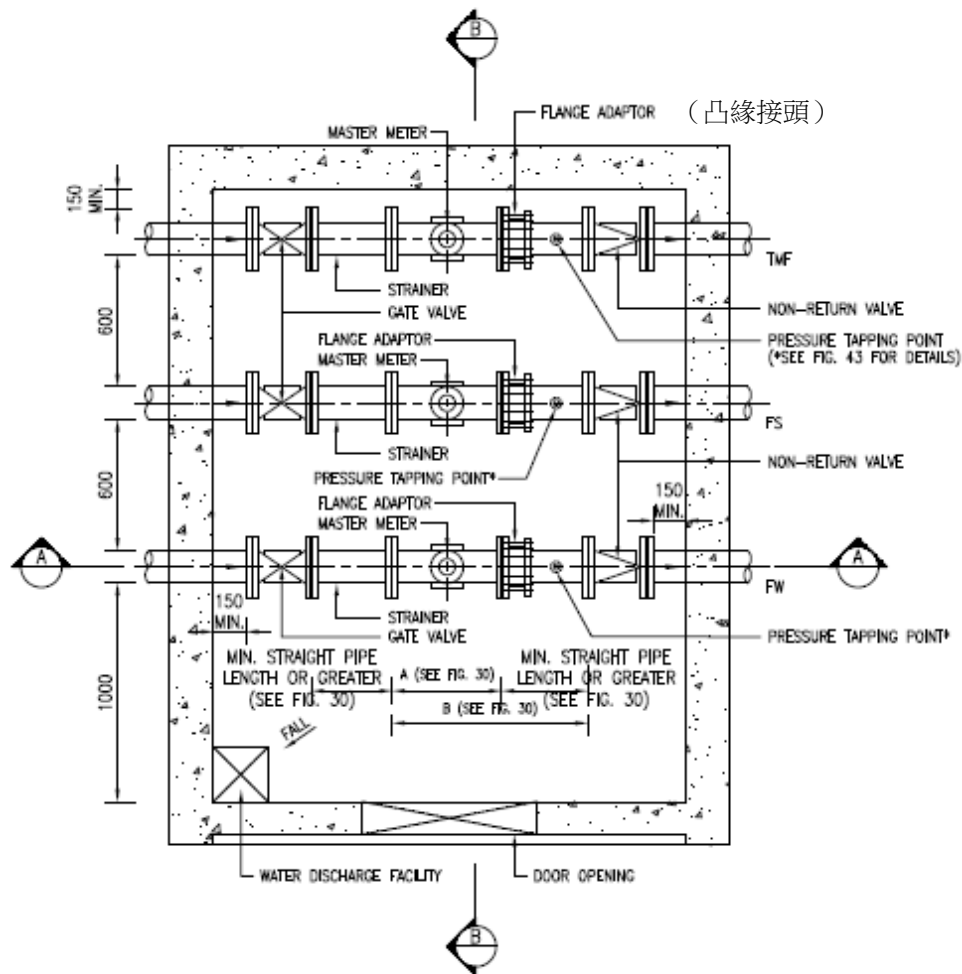 B
FLANGE ADAPTOR （凸緣接頭）
MASTER METER
150
MIN.
TMF
STRAINER
GATE VALVE
NON-RETURN VALVE
600
FLANGE ADAPTOR
MASTER METER
PRESSURE TAPPING POINT
(*SEE FIG. 43 FOR DETAILS)
FS
STRAINER
NON-RETURN VALVE
PRESSURE TAPPING POINT*
600
FLANGE ADAPTOR
MASTER METER
150
MIN.
A
A
FW
150
MIN.
STRAINER
GATE VALVE
PRESSURE TAPPING POINT*
MIN. STRAIGHT PIPE
LENGTH OR GREATER
(SEE FIG. 30)
A (SEE FIG. 30)
MIN. STRAIGHT PIPE
LENGTH OR GREATER
(SEE FIG. 30)
B (SEE FIG. 30)
1000
FALL
WATER DISCHARGE FACILITY
DOOR OPENING
B